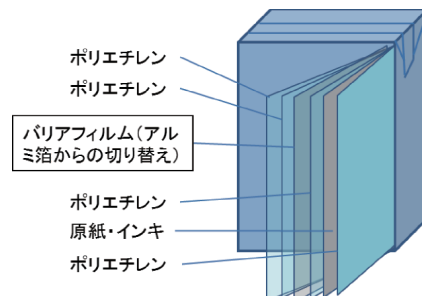 ポリエチレン
ポリエチレン
バリアフィルム（アル
ミ箔からの切り替え）
ポリエチレン
原紙・インキ
ポリエチレン